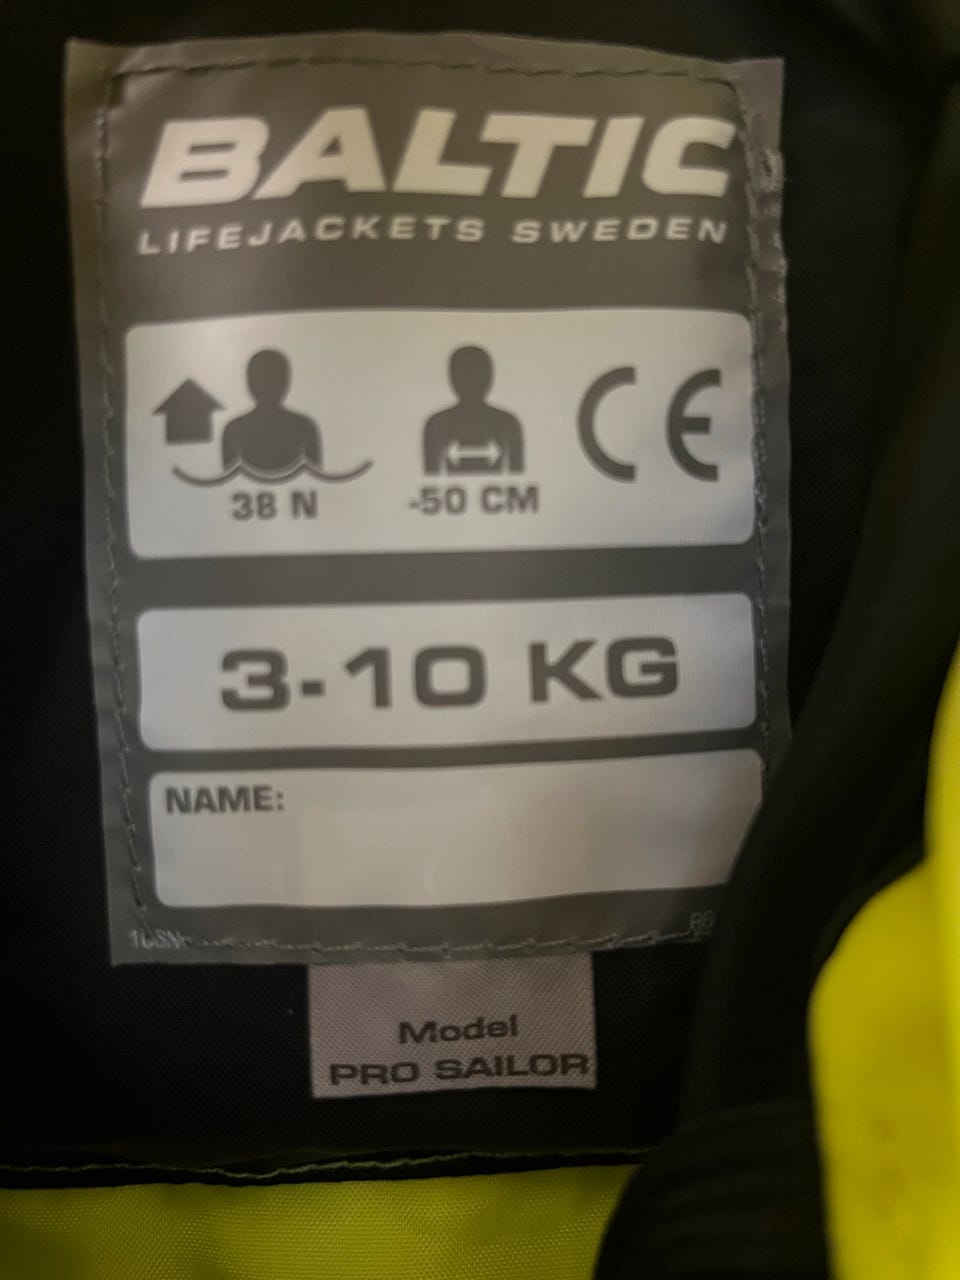 BALTIC
LIFEJACKETS SWEDEN
CE
38 N
-50 CM
3-10 KG
NAME:
Model
PRO SAILOR